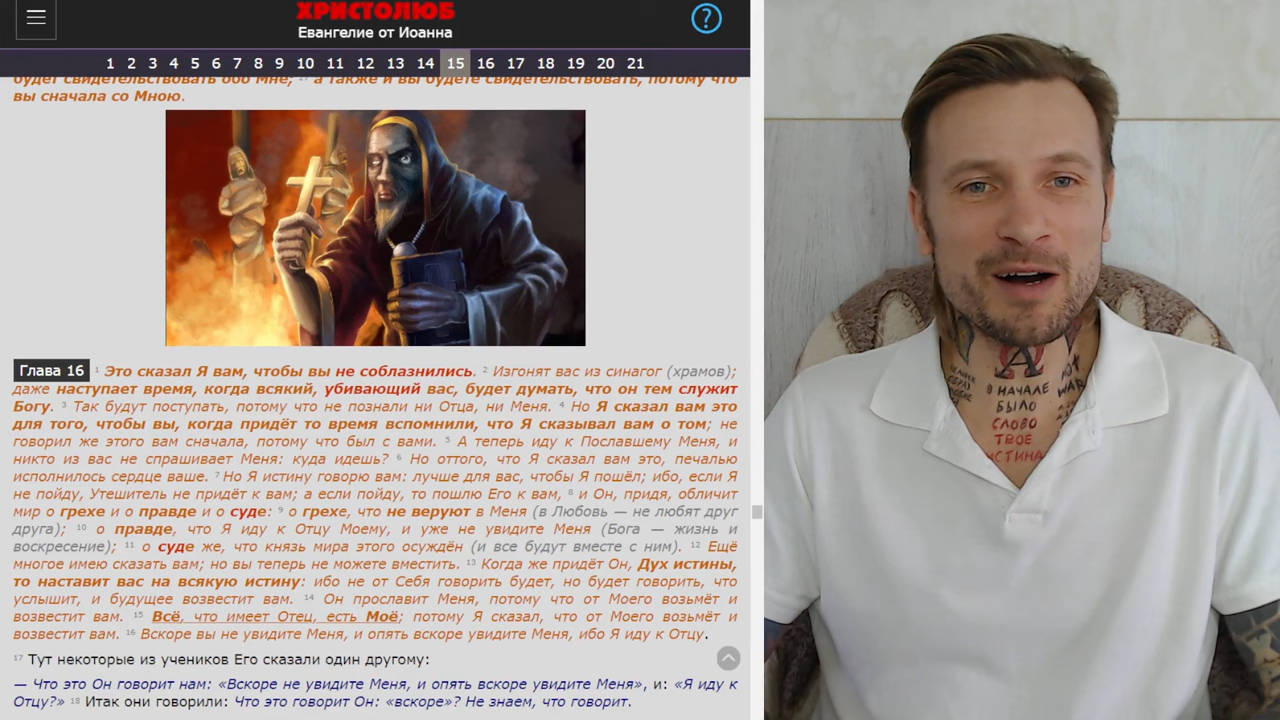 ХРИСТОЛЮБ
Евангелие от Иоанна
1 2 3 4 5 6 7 8 9 10 11 12 13 14 15 16 17 18 19 20 21
будет свидетельствовать обо Мне; 27 а также и вы будете свидетельствовать, потому что
вы сначала со Мною.
Глава 16 1 Это сказал Я вам, чтобы вы не соблазнились. 2 Изгонят вас из синагог (храмов);
даже наступает время, когда всякий, убивающий вас, будет думать, что он тем служит
Богу. 3 Так будут поступать, потому что не познали ни Отца, ни Меня. 4 Но Я сказал вам это
для того, чтобы вы, когда придёт то время вспомнили, что Я сказывал вам о том; не
говорил же этого вам сначала, потому что был с вами. 5 А теперь иду к Пославшему Меня, и
никто из вас не спрашивает Меня: куда идешь? 6 Но оттого, что Я сказал вам это, печалью
исполнилось сердце ваше. 7 Но Я истину говорю вам: лучше для вас, чтобы Я пошёл; ибо, если Я
не пойду, Утешитель не придёт к вам; а если пойду, то пошлю Его к вам, 8 и Он, придя, обличит
мир о грехе и о правде и о суде: 9 о грехе, что не веруют в Меня (в Любовь — не любят друг
друга); 10 о правде, что Я иду к Отцу Моему, и уже не увидите Меня (Бога — жизнь и
воскресение); 11 о суде же, что князь мира этого осуждён (и все будут вместе с ним). 12 Ещё
многое имею сказать вам; но вы теперь не можете вместить. 13 Когда же придёт Он, Дух истины,
то наставит вас на всякую истину: ибо не от Себя говорить будет, но будет говорить, что
услышит, и будущее возвестит вам. 14 Он прославит Меня, потому что от Моего возьмёт и
возвестит вам. 15 Всё, что имеет Отец, есть Моё; потому Я сказал, что от Моего возьмёт и
возвестит вам. 16 Вскоре вы не увидите Меня, и опять вскоре увидите Меня, ибо Я иду к Отцу.
17 Тут некоторые из учеников Его сказали один другому:
— Что это Он говорит нам: «Вскоре не увидите Меня, и опять вскоре увидите Меня», и: «Я иду к
Отцу?» 18 Итак они говорили: Что это говорит Он: «вскоре»? Не знаем, что говорит.
В НАЧАЛЕ
БЫЛО
СЛОВО
ТВОЕ
ИСТИНА
NOT
WAR